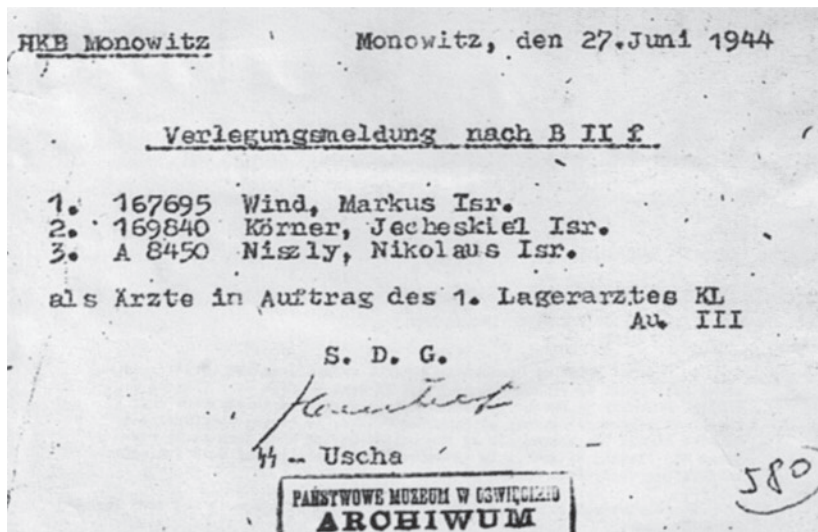 HKB Monowitz Monowitz, den 27.Juni 1944
Verlegungsmeldung nach B II f
1. 167695 Wind, Markus Isr.
2. 169840 Körner, Jecheskiel Isr.
3. A 8450 Niszly, Nikolaus Isr.
als Ärzte in Auftrag des 1. Lagerarztes KL
Au. III
S. D. G.
ᛋᛋ - Uscha
580
PAŃSTWOWE MUZEUM W OŚWIĘCIMIU
ARCHIWUM